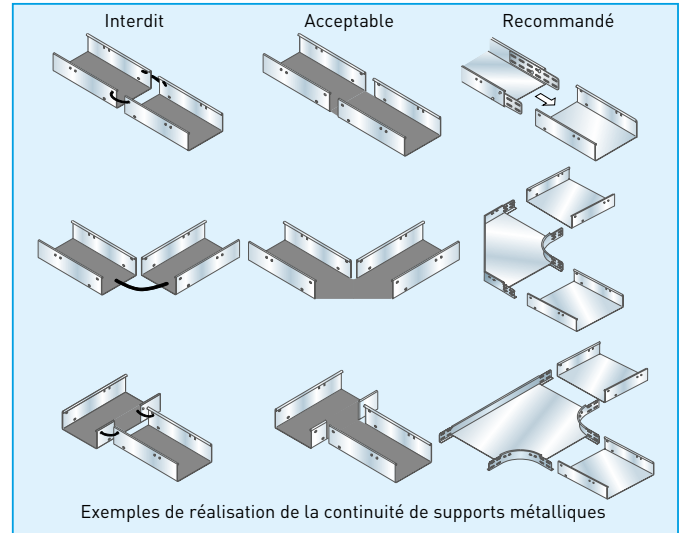 Interdit
Acceptable
Recommandé
Exemples de réalisation de la continuité de supports métalliques